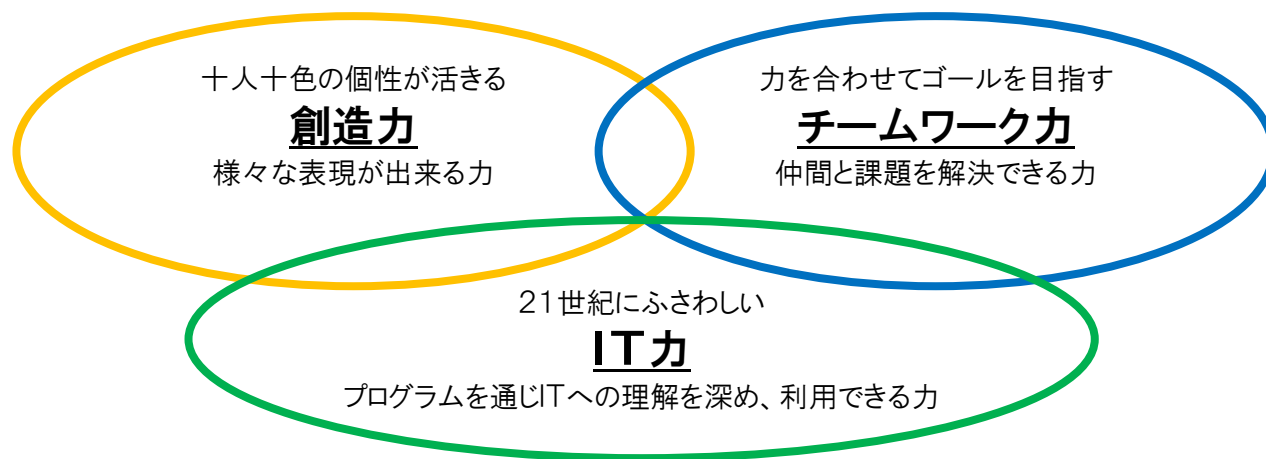 十人十色の個性が活きる
創造力
様々な表現が出来る力
力を合わせてゴールを目指す
チームワーク力
仲間と課題を解決できる力
21世紀にふさわしい
IT力
プログラムを通じITへの理解を深め、利用できる力